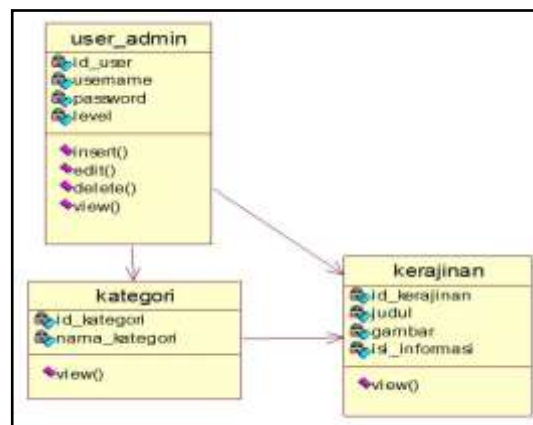 user_admin
id_user
username
password
level
insert()
edit()
delete()
view()
kategori
id_kategori
nama_kategori
view()
kerajinan
id_kerajinan
judul
gambar
isi_informasi
view()